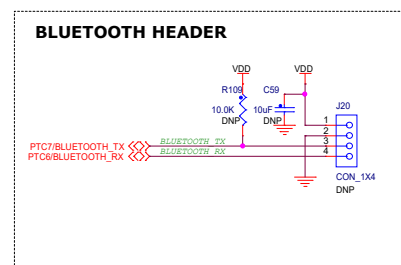 BLUETOOTH HEADER
VDD VDD
R109 C59
J20
10.0K 10uF
DNP DNP
1
2
3
4
PTC7/BLUETOOTH_TX BLUETOOTH_TX
PTC6/BLUETOOTH_RX BLUETOOTH_RX
CON_1X4
DNP